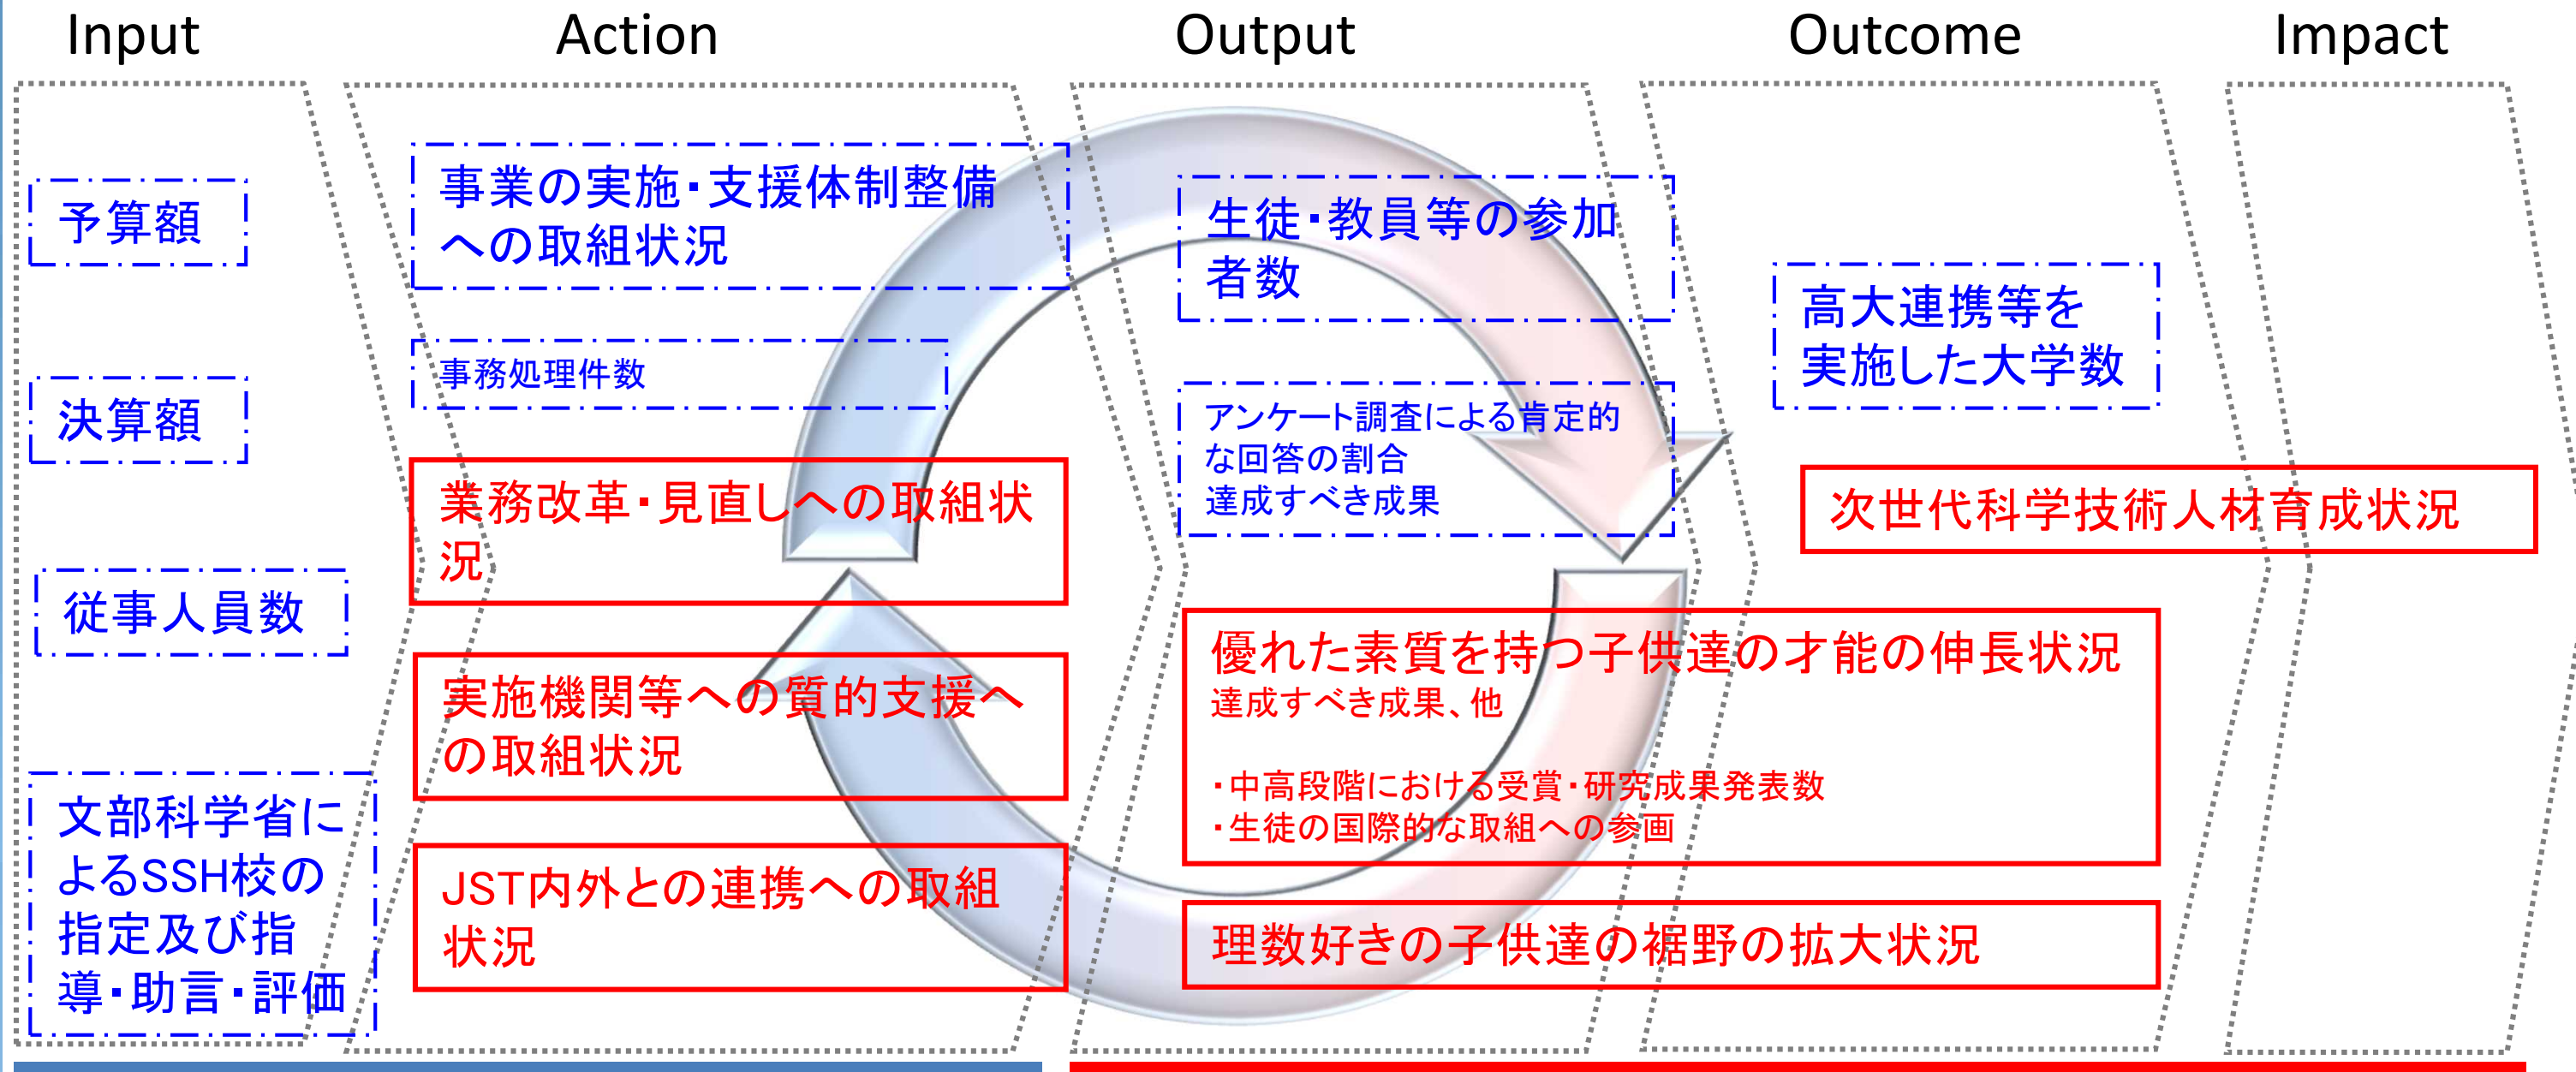 Input
Action
Output
Outcome
Impact
予算額
決算額
従事人員数
文部科学省に
よるSSH校の
指定及び指
導・助言・評価
事業の実施・支援体制整備
への取組状況
事務処理件数
業務改革・見直しへの取組状
況
実施機関等への質的支援へ
の取組状況
JST内外との連携への取組
状況
生徒・教員等の参加
者数
アンケート調査による肯定的
な回答の割合
達成すべき成果
優れた素質を持つ子供達の才能の伸長状況
達成すべき成果、他
・中高段階における受賞・研究成果発表数
・生徒の国際的な取組への参画
理数好きの子供達の裾野の拡大状況
高大連携等を
実施した大学数
次世代科学技術人材育成状況